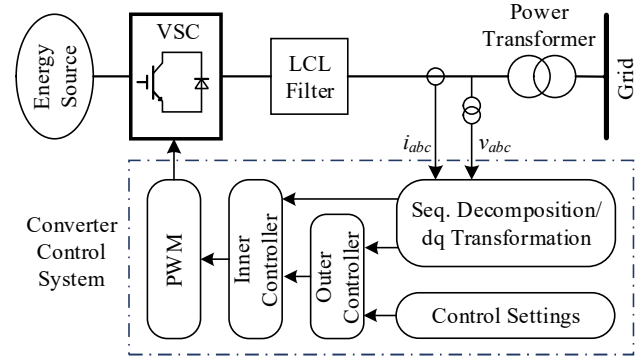 Energy
Source
VSC
LCL
Filter
Power
Transformer
Grid
i_abc
v_abc
Converter
Control
System
PWM
Inner
Controller
Outer
Controller
Seq. Decomposition/
dq Transformation
Control Settings